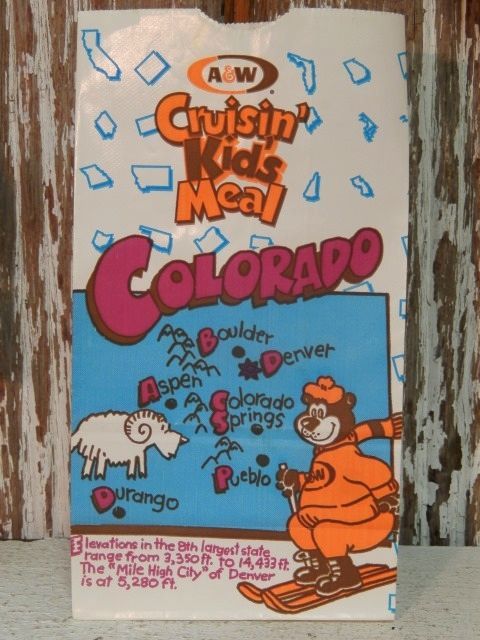 A&W
Cruisin'
Kid's
Meal
COLORADO
Boulder
Denver
Aspen
Colorado
Springs
Pueblo
Durango
A&W
Elevations in the 8th largest state
range from 3,350 ft. to 14,433 ft.
The "Mile High City" of Denver
is at 5,280 ft.